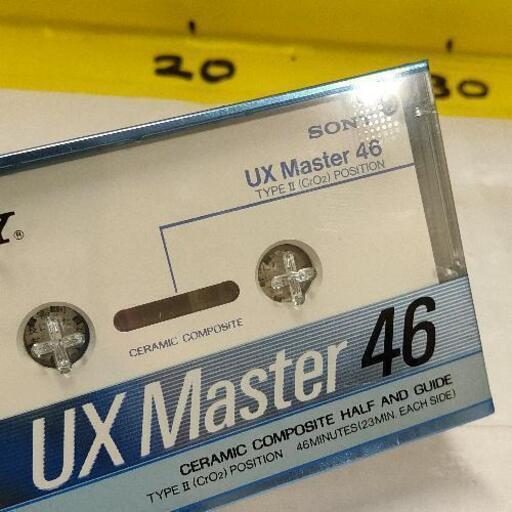 20
30
SONY
UX Master 46
TYPE II (CrO2) POSITION
Y®
CERAMIC COMPOSITE
UX Master 46
CERAMIC COMPOSITE HALF AND GUIDE
TYPE II (CrO2) POSITION 46MINUTES(23MIN. EACH SIDE)